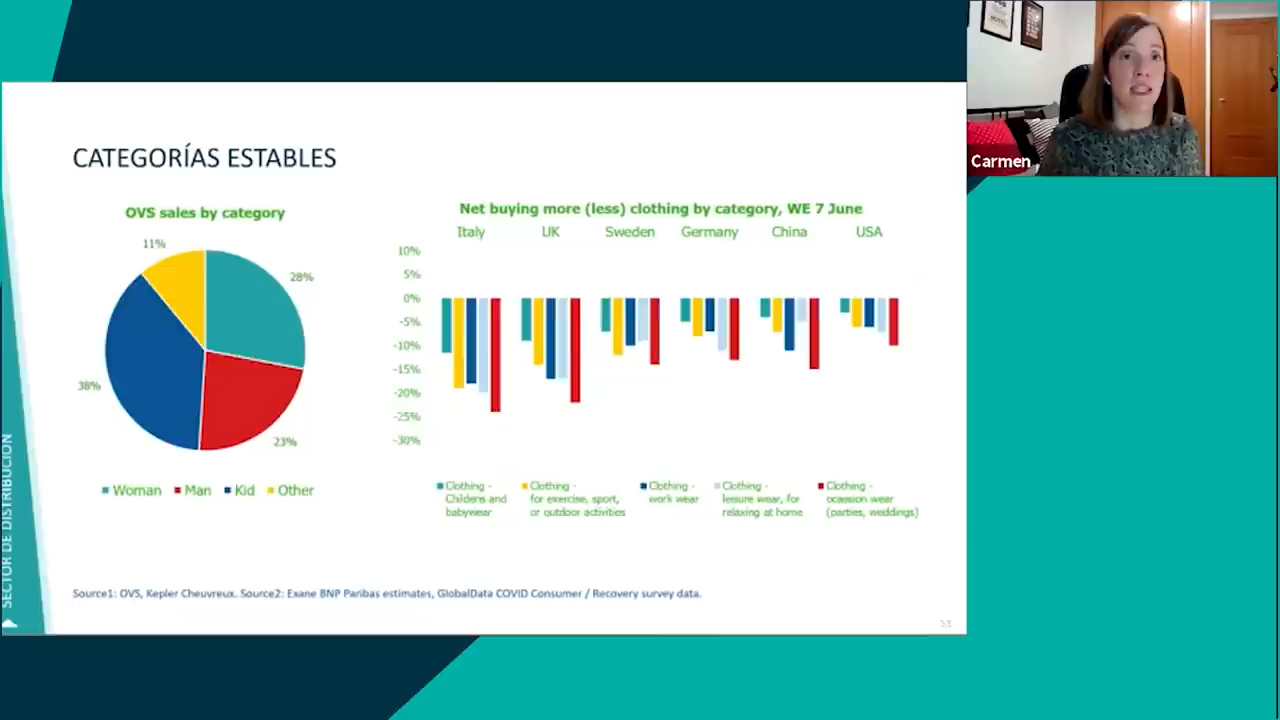 CATEGORÍAS ESTABLES
OVS sales by category
11%
28%
38%
23%
Woman Man Kid Other
Net buying more (less) clothing by category, WE 7 June
Italy UK Sweden Germany China USA
10%
5%
0%
-5%
-10%
-15%
-20%
-25%
-30%
Clothing -
Childens and
babywear
Clothing -
for exercise, sport,
or outdoor activities
Clothing -
work wear
Clothing -
leisure wear, for
relaxing at home
Clothing -
ocassion wear
(parties, weddings)
Source1: OVS, Kepler Cheuvreux. Source2: Exane BNP Paribas estimates, GlobalData COVID Consumer / Recovery survey data.
SECTOR DE DISTRIBUCIÓN
Carmen